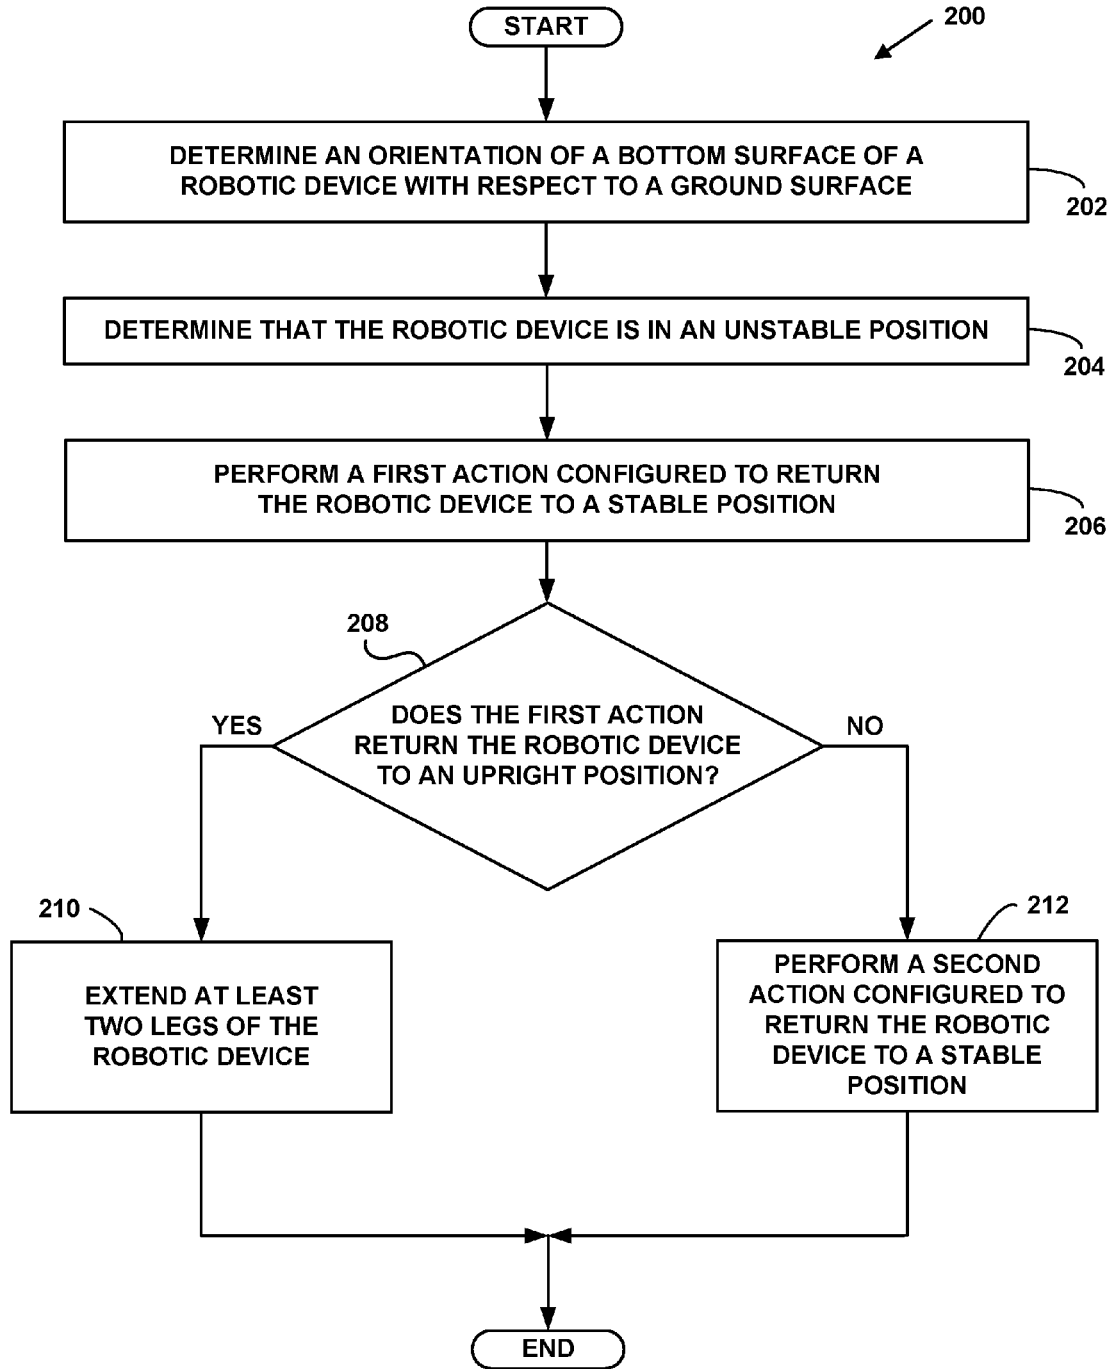 START
200
DETERMINE AN ORIENTATION OF A BOTTOM SURFACE OF A
ROBOTIC DEVICE WITH RESPECT TO A GROUND SURFACE
202
DETERMINE THAT THE ROBOTIC DEVICE IS IN AN UNSTABLE POSITION
204
PERFORM A FIRST ACTION CONFIGURED TO RETURN
THE ROBOTIC DEVICE TO A STABLE POSITION
206
208
DOES THE FIRST ACTION
RETURN THE ROBOTIC DEVICE
TO AN UPRIGHT POSITION?
YES
NO
210
EXTEND AT LEAST
TWO LEGS OF THE
ROBOTIC DEVICE
212
PERFORM A SECOND
ACTION CONFIGURED TO
RETURN THE ROBOTIC
DEVICE TO A STABLE
POSITION
END